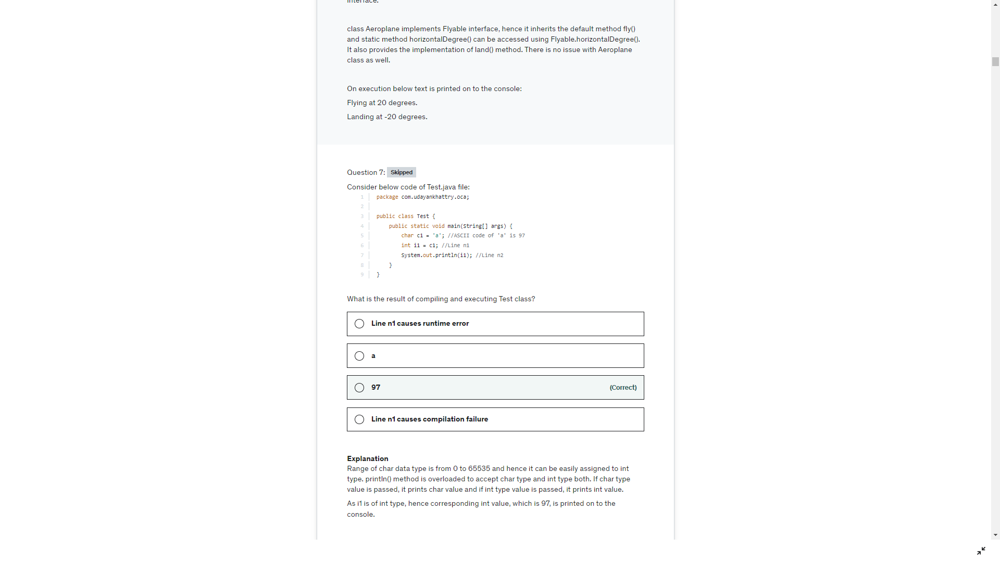 interface.
class Aeroplane implements Flyable interface, hence it inherits the default method fly()
and static method horizontalDegree() can be accessed using Flyable.horizontalDegree().
It also provides the implementation of land() method. There is no issue with Aeroplane
class as well.
On execution below text is printed on to the console:
Flying at 20 degrees.
Landing at -20 degrees.
Question 7: Skipped
Consider below code of Test.java file:
1 package com.udayankhattry.oca;
2
3 public class Test {
4 public static void main(String[] args) {
5 char c1 = 'a'; //ASCII code of 'a' is 97
6 int i1 = c1; //Line n1
7 System.out.println(i1); //Line n2
8 }
9 }
What is the result of compiling and executing Test class?
Line n1 causes runtime error
a
97 (Correct)
Line n1 causes compilation failure
Explanation
Range of char data type is from 0 to 65535 and hence it can be easily assigned to int
type. println() method is overloaded to accept char type and int type both. If char type
value is passed, it prints char value and if int type value is passed, it prints int value.
As i1 is of int type, hence corresponding int value, which is 97, is printed on to the
console.